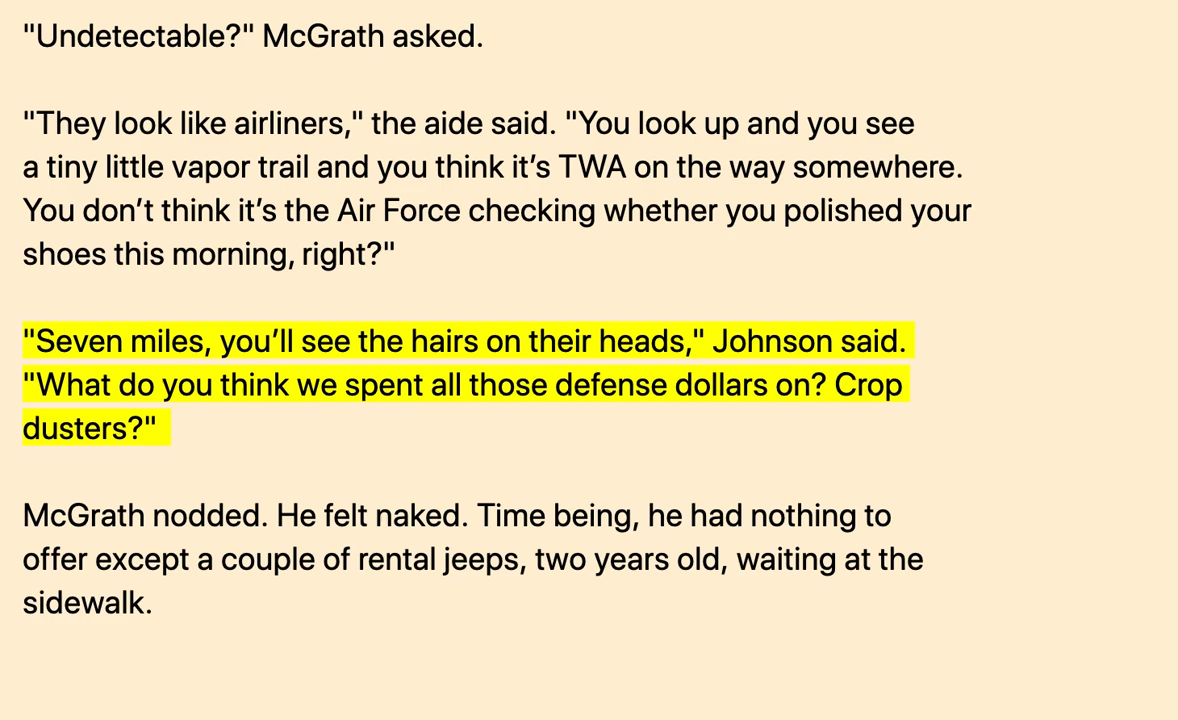 "Undetectable?" McGrath asked.
"They look like airliners," the aide said. "You look up and you see
a tiny little vapor trail and you think it’s TWA on the way somewhere.
You don’t think it’s the Air Force checking whether you polished your
shoes this morning, right?"
"Seven miles, you’ll see the hairs on their heads," Johnson said.
"What do you think we spent all those defense dollars on? Crop
dusters?"
McGrath nodded. He felt naked. Time being, he had nothing to
offer except a couple of rental jeeps, two years old, waiting at the
sidewalk.